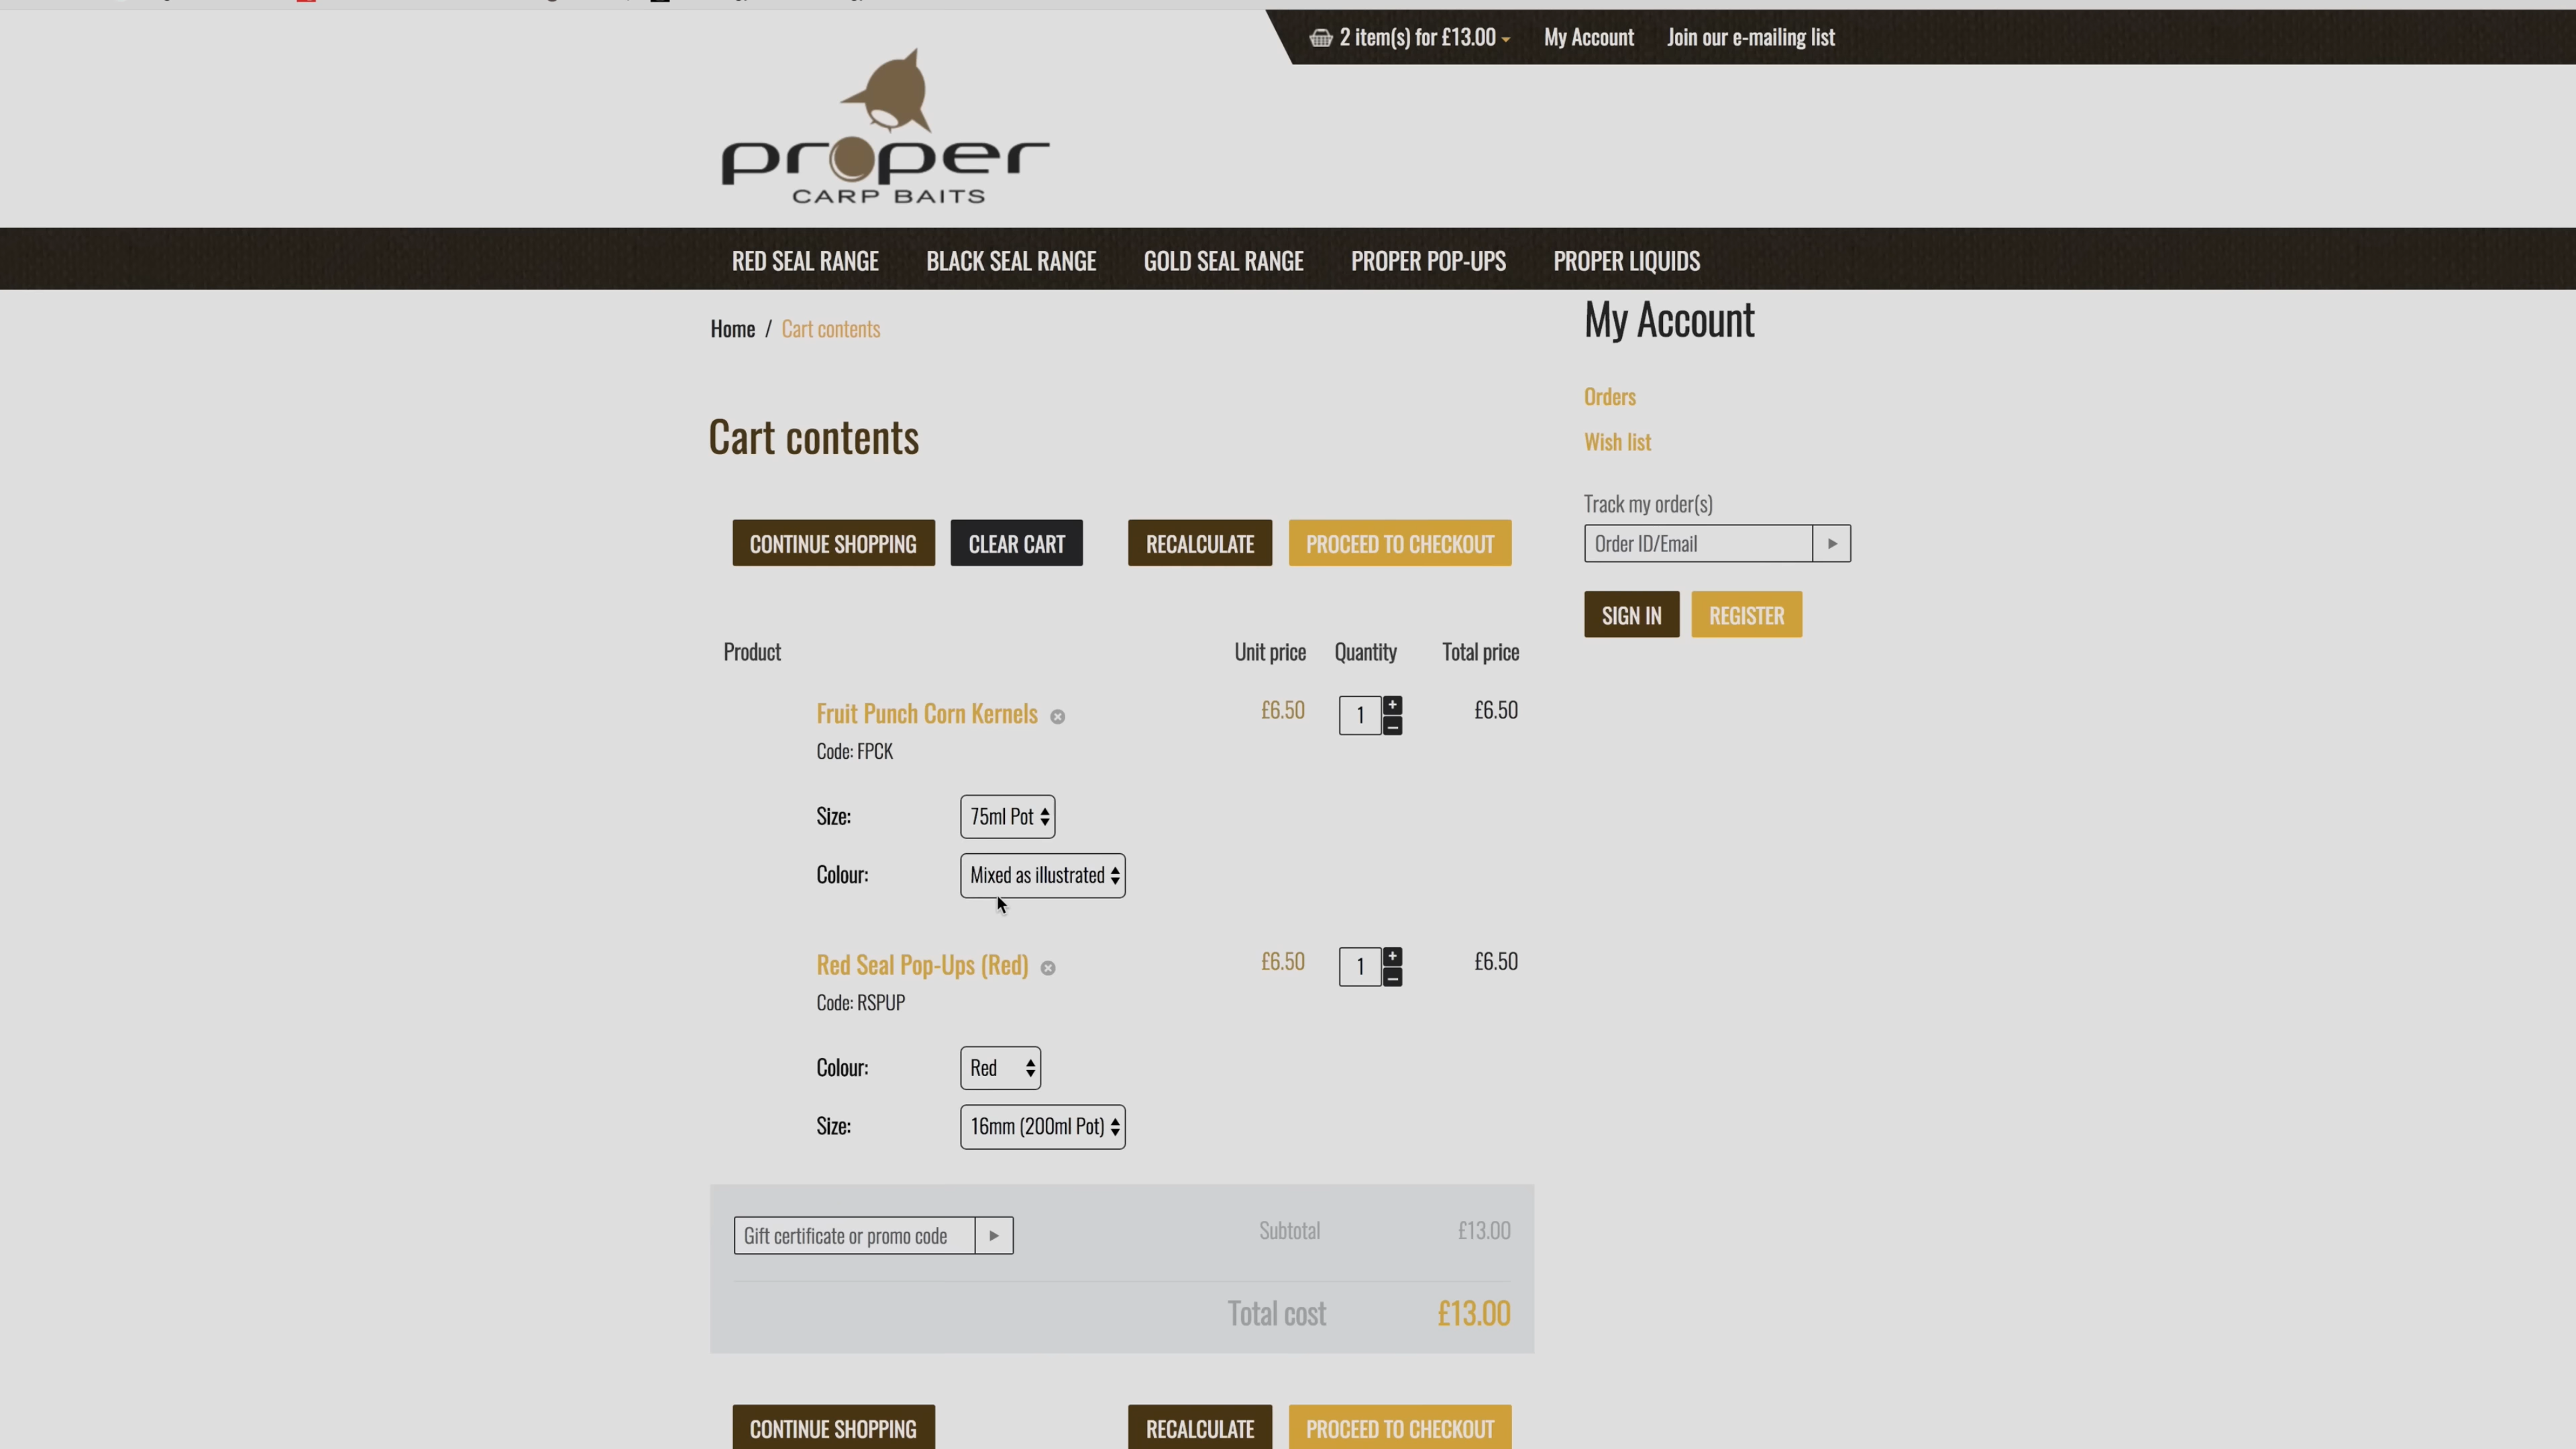 2 item(s) for £13.00 My Account Join our e-mailing list
proper
CARP BAITS
RED SEAL RANGE BLACK SEAL RANGE GOLD SEAL RANGE PROPER POP-UPS PROPER LIQUIDS
Home / Cart contents
My Account
Orders
Wish list
Track my order(s)
Order ID/Email
SIGN IN REGISTER
Cart contents
CONTINUE SHOPPING CLEAR CART RECALCULATE PROCEED TO CHECKOUT
Product Unit price Quantity Total price
Fruit Punch Corn Kernels £6.50 1 £6.50
Code: FPCK
Size: 75ml Pot
Colour: Mixed as illustrated
Red Seal Pop-Ups (Red) £6.50 1 £6.50
Code: RSPUP
Colour: Red
Size: 16mm (200ml Pot)
Gift certificate or promo code Subtotal £13.00
Total cost £13.00
CONTINUE SHOPPING RECALCULATE PROCEED TO CHECKOUT